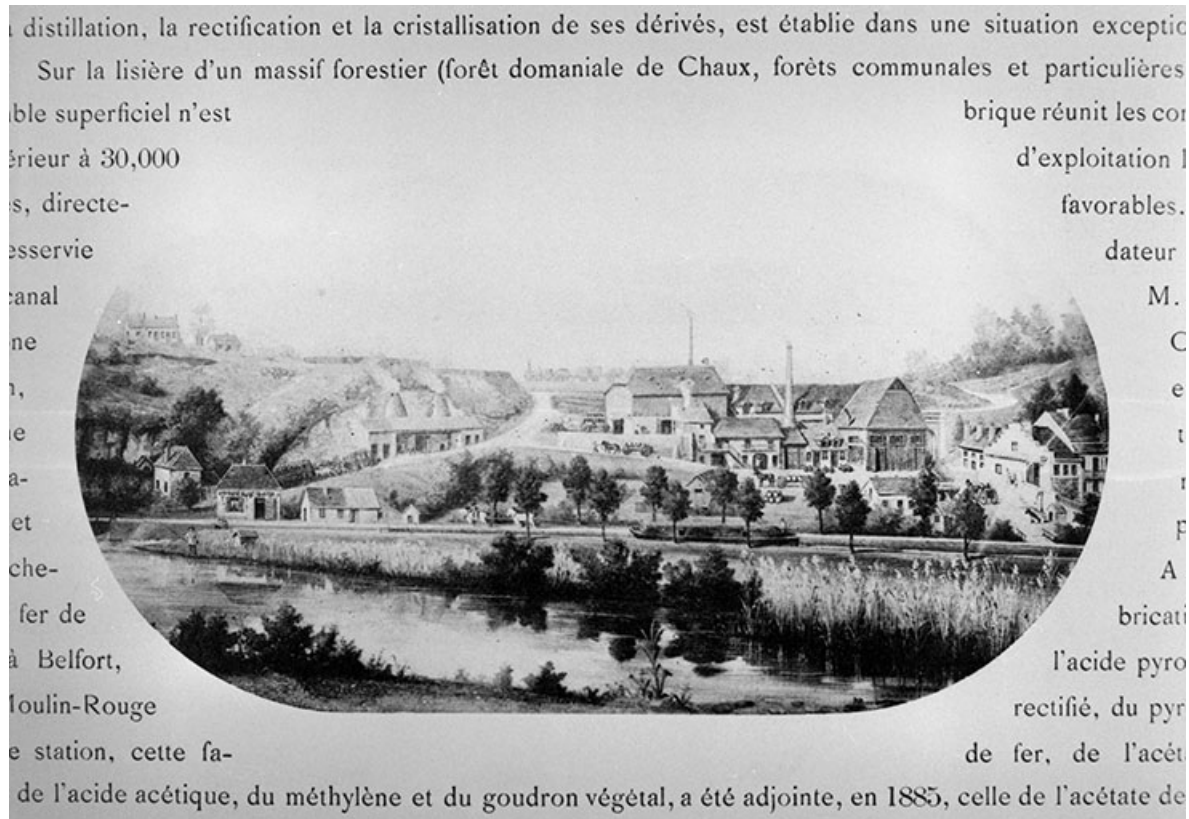 distillation, la rectification et la cristallisation de ses dérivés, est établie dans une situation exceptio
Sur la lisière d'un massif forestier (forêt domaniale de Chaux, forêts communales et particulières
ble superficiel n'est brique réunit les con
érieur à 30,000 d'exploitation l
s, directe- favorables.
esservie dateur
canal M.
ne C
n, e
ne t
a- r
et p
che- A
fer de bricati
à Belfort, l'acide pyro
Moulin-Rouge rectifié, du pyr
e station, cette fa- de fer, de l'acét
de l'acide acétique, du méthylène et du goudron végétal, a été adjointe, en 1885, celle de l'acétate de